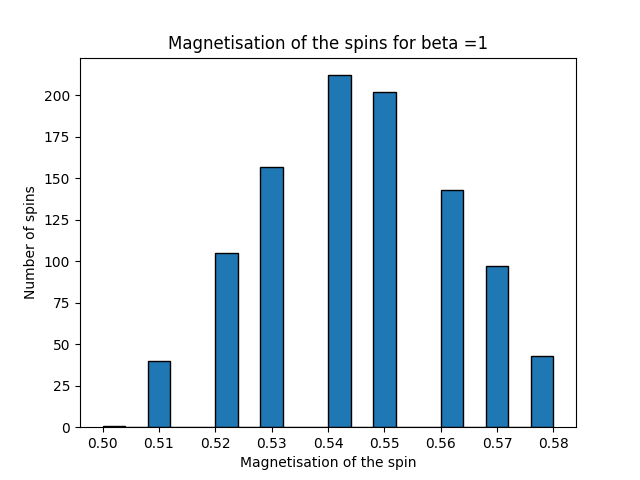 Magnetisation of the spins for beta =1
Number of spins
200
175
150
125
100
75
50
25
0
0.50 0.51 0.52 0.53 0.54 0.55 0.56 0.57 0.58
Magnetisation of the spin